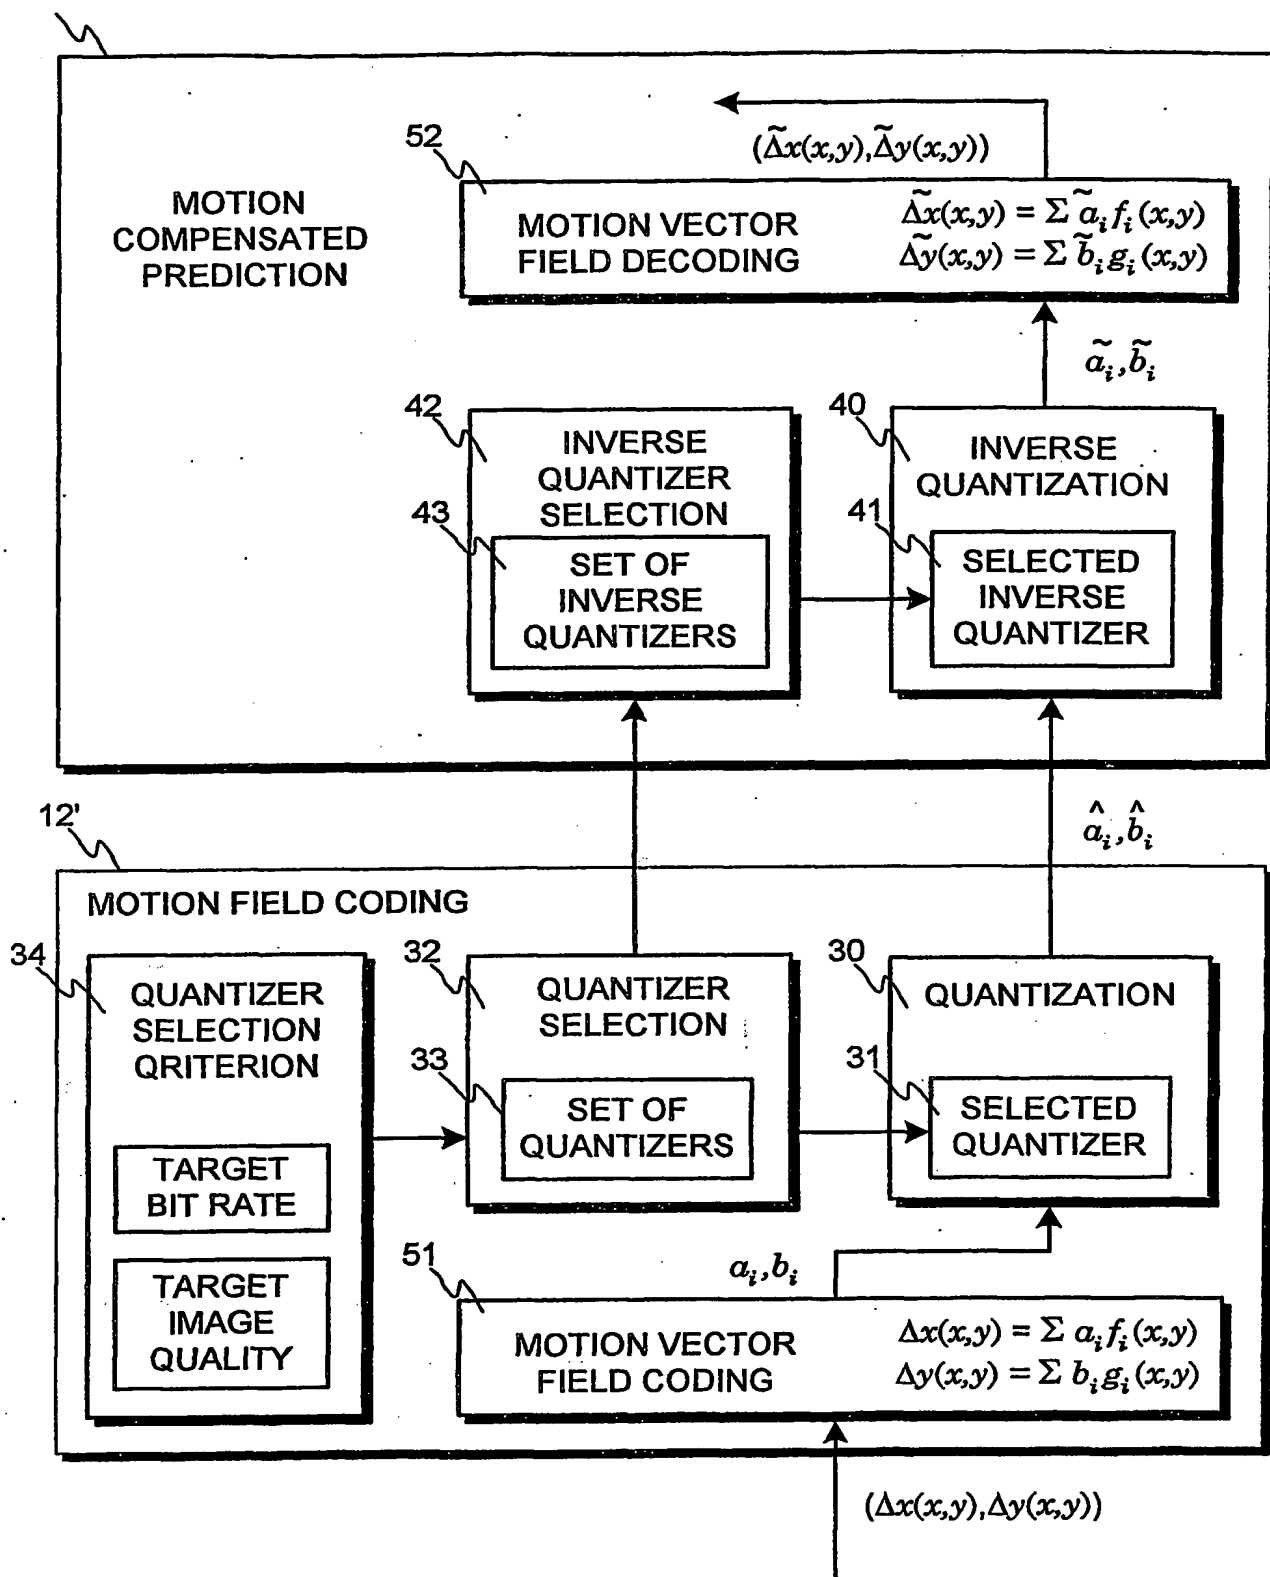 52
(Δ̃x(x,y),Δ̃y(x,y))
MOTION
COMPENSATED
PREDICTION
MOTION VECTOR
FIELD DECODING
Δ̃x(x,y) = Σ ã_i f_i (x,y)
Δ̃y(x,y) = Σ b̃_i g_i (x,y)
ã_i, b̃_i
42
INVERSE
QUANTIZER
SELECTION
43
SET OF
INVERSE
QUANTIZERS
40
INVERSE
QUANTIZATION
41
SELECTED
INVERSE
QUANTIZER
12'
â_i, b̂_i
MOTION FIELD CODING
34
QUANTIZER
SELECTION
QRITERION
TARGET
BIT RATE
TARGET
IMAGE
QUALITY
32
QUANTIZER
SELECTION
33
SET OF
QUANTIZERS
30
QUANTIZATION
31
SELECTED
QUANTIZER
51
a_i, b_i
MOTION VECTOR
FIELD CODING
Δx(x,y) = Σ a_i f_i (x,y)
Δy(x,y) = Σ b_i g_i (x,y)
(Δx(x,y),Δy(x,y))